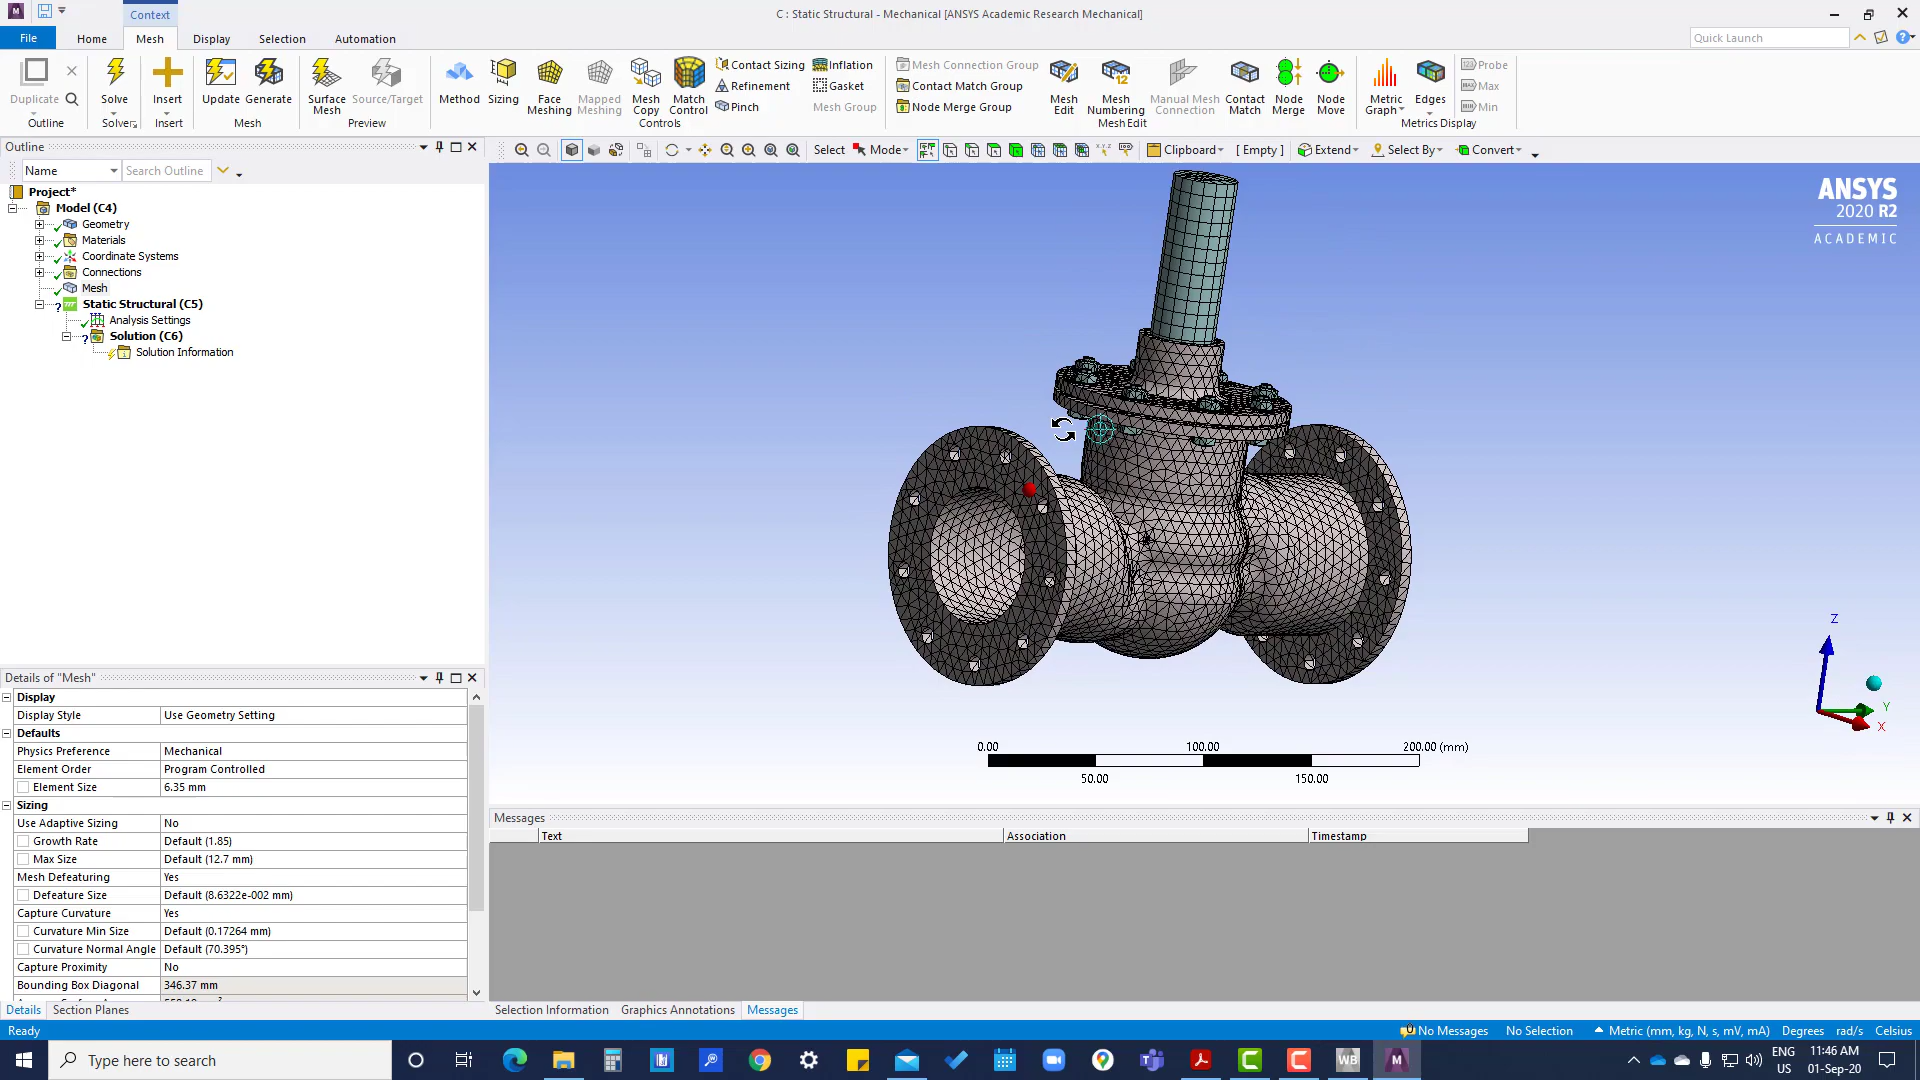 Context
C : Static Structural - Mechanical [ANSYS Academic Research Mechanical]
File Home Mesh Display Selection Automation
Quick Launch
Duplicate
Outline
Solve
Solver
Insert
Insert
Update Generate
Mesh
Surface Mesh Source/Target
Preview
Method Sizing Face Meshing Mapped Meshing Mesh Copy Match Control
Contact Sizing Inflation
Refinement Gasket
Pinch Mesh Group
Controls
Mesh Connection Group
Contact Match Group
Node Merge Group
Mesh Edit Mesh Numbering Manual Mesh Connection Contact Match Node Merge Node Move
Mesh Edit
Metric Graph Edges
Probe
Max
Min
Metrics Display
Outline
Name Search Outline
Select Mode Clipboard [ Empty ] Extend Select By Convert
Project*
Model (C4)
Geometry
Materials
Coordinate Systems
Connections
Mesh
Static Structural (C5)
Analysis Settings
Solution (C6)
Solution Information
ANSYS
2020 R2
ACADEMIC
Z
Y
X
0.00 100.00 200.00 (mm)
50.00 150.00
Details of "Mesh"
Display
Display Style Use Geometry Setting
Defaults
Physics Preference Mechanical
Element Order Program Controlled
Element Size 6.35 mm
Sizing
Use Adaptive Sizing No
Growth Rate Default (1.85)
Max Size Default (12.7 mm)
Mesh Defeaturing Yes
Defeature Size Default (8.6322e-002 mm)
Capture Curvature Yes
Curvature Min Size Default (0.17264 mm)
Curvature Normal Angle Default (70.395°)
Capture Proximity No
Bounding Box Diagonal 346.37 mm
Details Section Planes
Messages
Text Association Timestamp
Selection Information Graphics Annotations Messages
Ready
No Messages No Selection Metric (mm, kg, N, s, mV, mA) Degrees rad/s Celsius
Type here to search
WB
M
ENG
US
11:46 AM
01-Sep-20